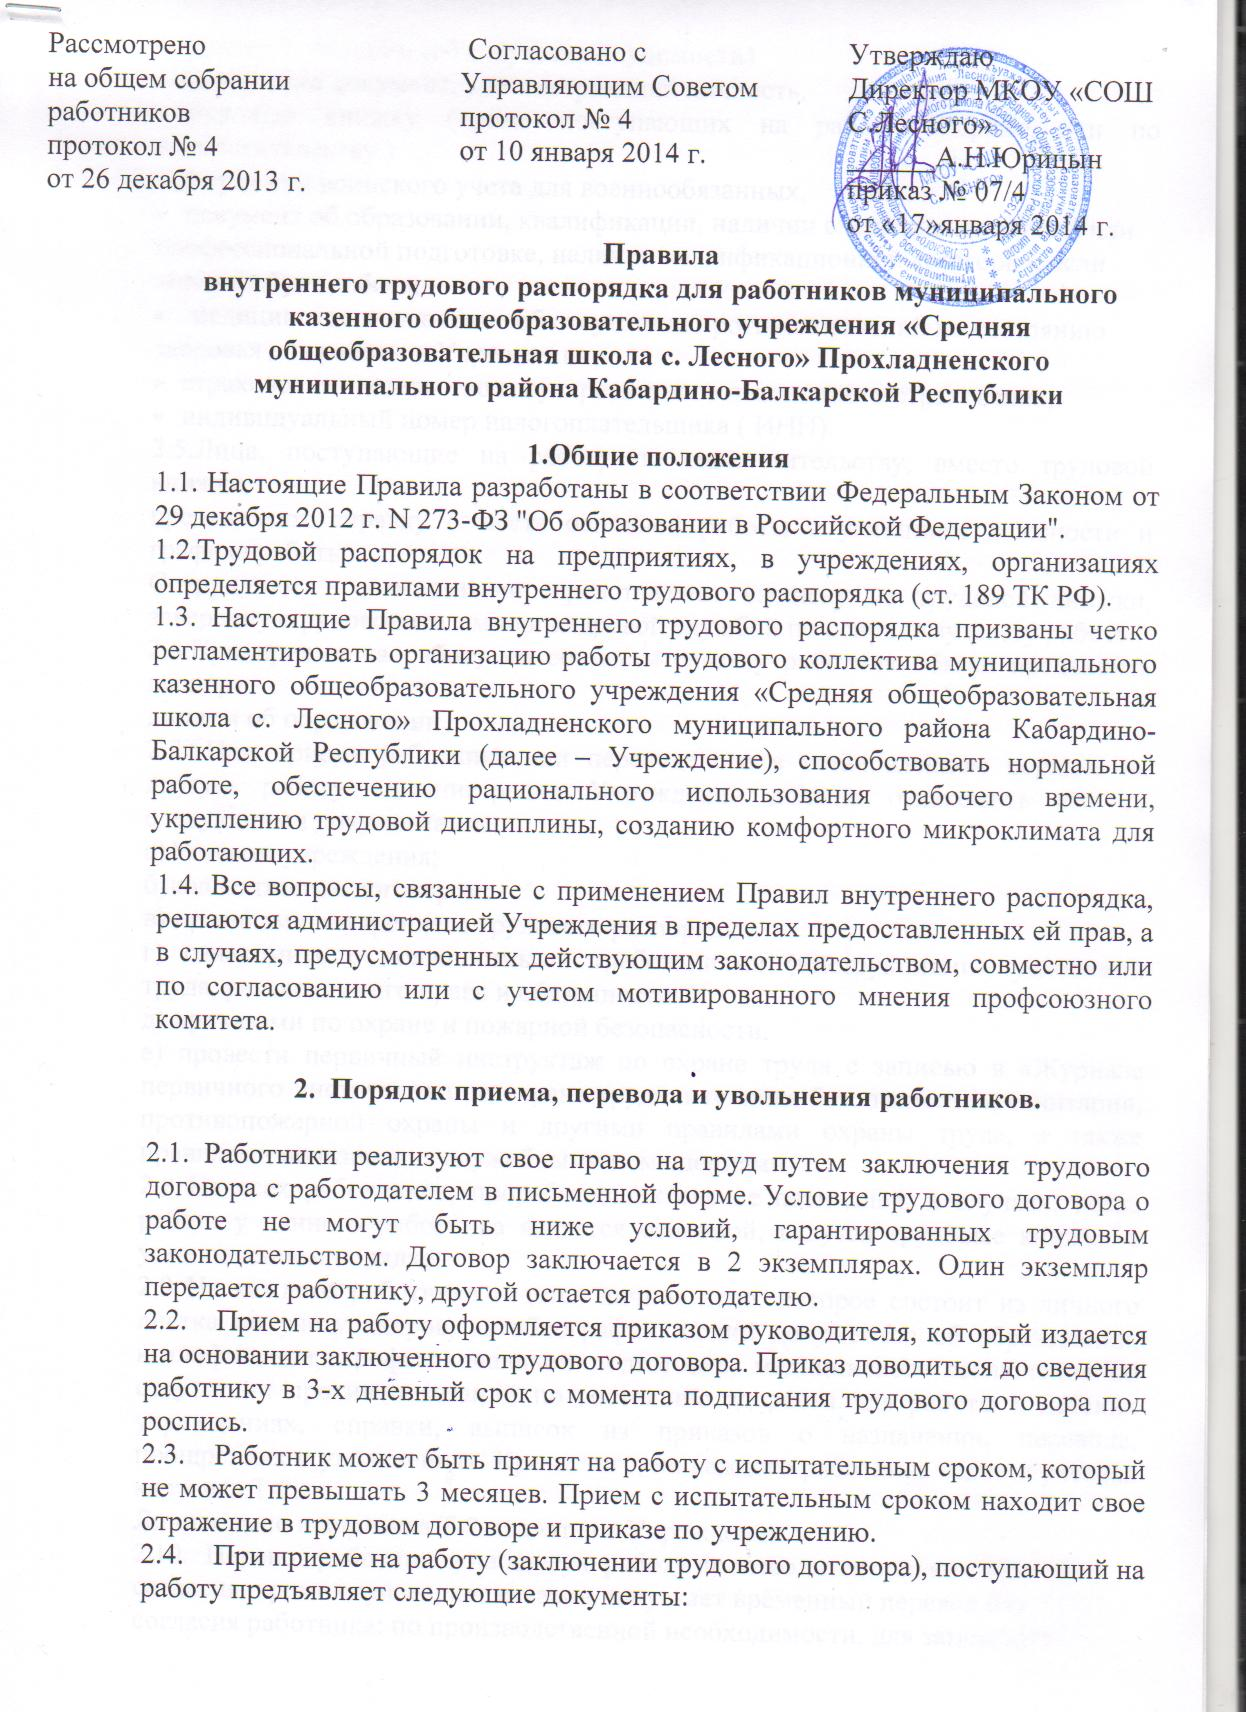 Рассмотрено
на общем собрании
работников
протокол № 4
от 26 декабря 2013 г.
Согласовано с
Управляющим Советом
протокол № 4
от 10 января 2014 г.
Утверждаю
Директор МКОУ «СОШ
С.Лесного»
А.Н.Юрицын
приказ № 07/4
от «17»января 2014 г.
МКОУ «СОШ
с. Лесного»
Правила
внутреннего трудового распорядка для работников муниципального
казенного общеобразовательного учреждения «Средняя
общеобразовательная школа с. Лесного» Прохладненского
муниципального района Кабардино-Балкарской Республики
1.Общие положения
1.1. Настоящие Правила разработаны в соответствии Федеральным Законом от
29 декабря 2012 г. N 273-ФЗ "Об образовании в Российской Федерации".
1.2.Трудовой распорядок на предприятиях, в учреждениях, организациях
определяется правилами внутреннего трудового распорядка (ст. 189 ТК РФ).
1.3. Настоящие Правила внутреннего трудового распорядка призваны четко
регламентировать организацию работы трудового коллектива муниципального
казенного общеобразовательного учреждения «Средняя общеобразовательная
школа с. Лесного» Прохладненского муниципального района Кабардино-
Балкарской Республики (далее – Учреждение), способствовать нормальной
работе, обеспечению рационального использования рабочего времени,
укреплению трудовой дисциплины, созданию комфортного микроклимата для
работающих.
1.4. Все вопросы, связанные с применением Правил внутреннего распорядка,
решаются администрацией Учреждения в пределах предоставленных ей прав, а
в случаях, предусмотренных действующим законодательством, совместно или
по согласованию или с учетом мотивированного мнения профсоюзного
комитета.
2. Порядок приема, перевода и увольнения работников.
2.1. Работники реализуют свое право на труд путем заключения трудового
договора с работодателем в письменной форме. Условие трудового договора о
работе не могут быть ниже условий, гарантированных трудовым
законодательством. Договор заключается в 2 экземплярах. Один экземпляр
передается работнику, другой остается работодателю.
2.2. Прием на работу оформляется приказом руководителя, который издается
на основании заключенного трудового договора. Приказ доводиться до сведения
работнику в 3-х дневный срок с момента подписания трудового договора под
роспись.
2.3. Работник может быть принят на работу с испытательным сроком, который
не может превышать 3 месяцев. Прием с испытательным сроком находит свое
отражение в трудовом договоре и приказе по учреждению.
2.4. При приеме на работу (заключении трудового договора), поступающий на
работу предъявляет следующие документы: